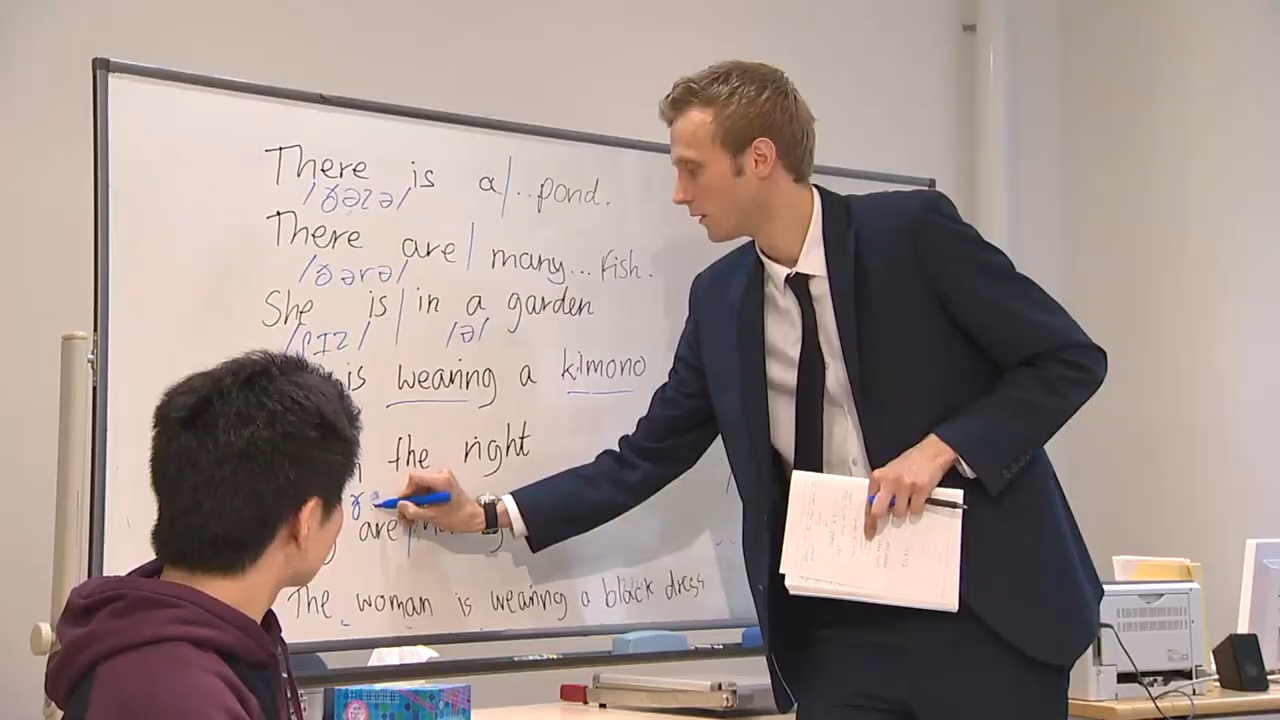 There is a/..pond.
/ðəzə/
There are/many... Fish.
/ðərə/
She is/in a garden
/ʃɪz/ /ə/
is wearing a kimono
the right
are/
The woman is wearing a black dress